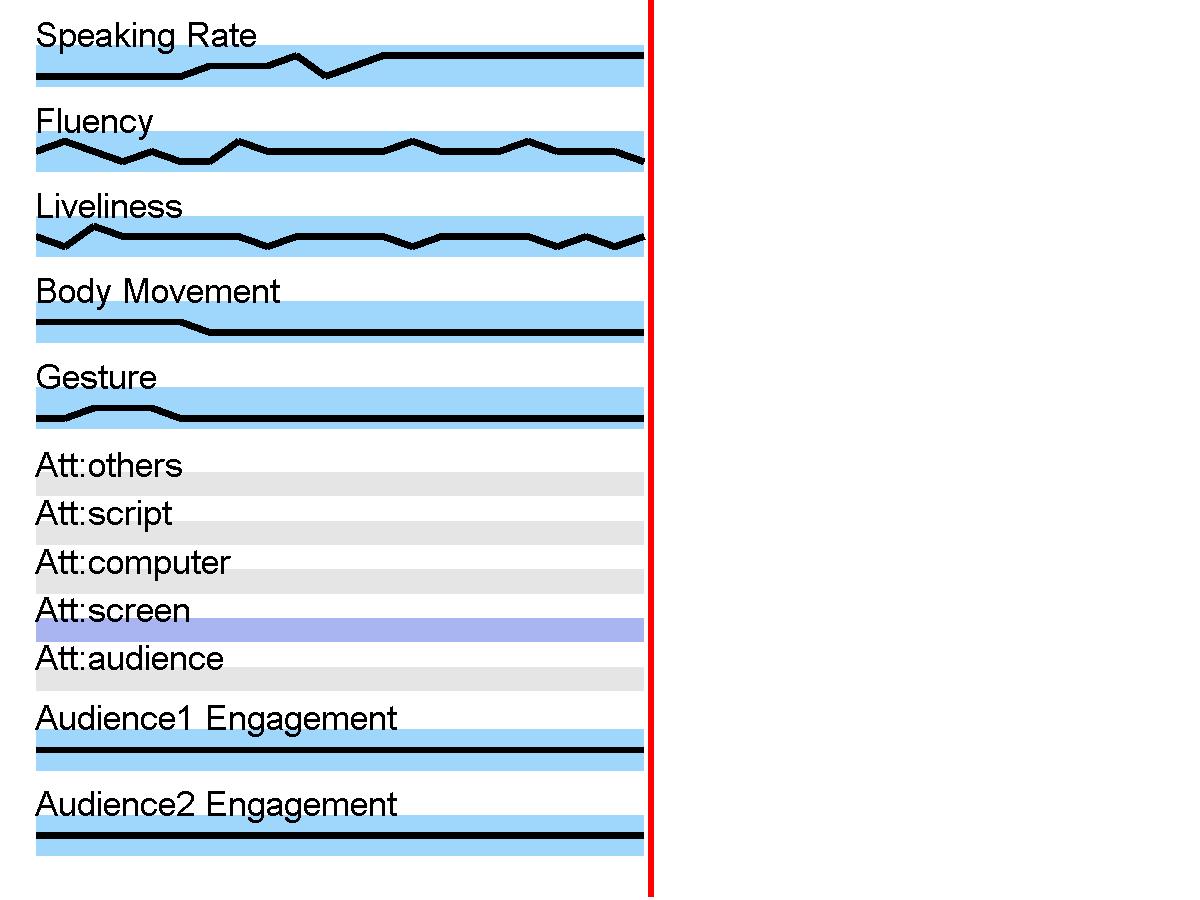 Speaking Rate
Fluency
Liveliness
Body Movement
Gesture
Att:others
Att:script
Att:computer
Att:screen
Att:audience
Audience1 Engagement
Audience2 Engagement